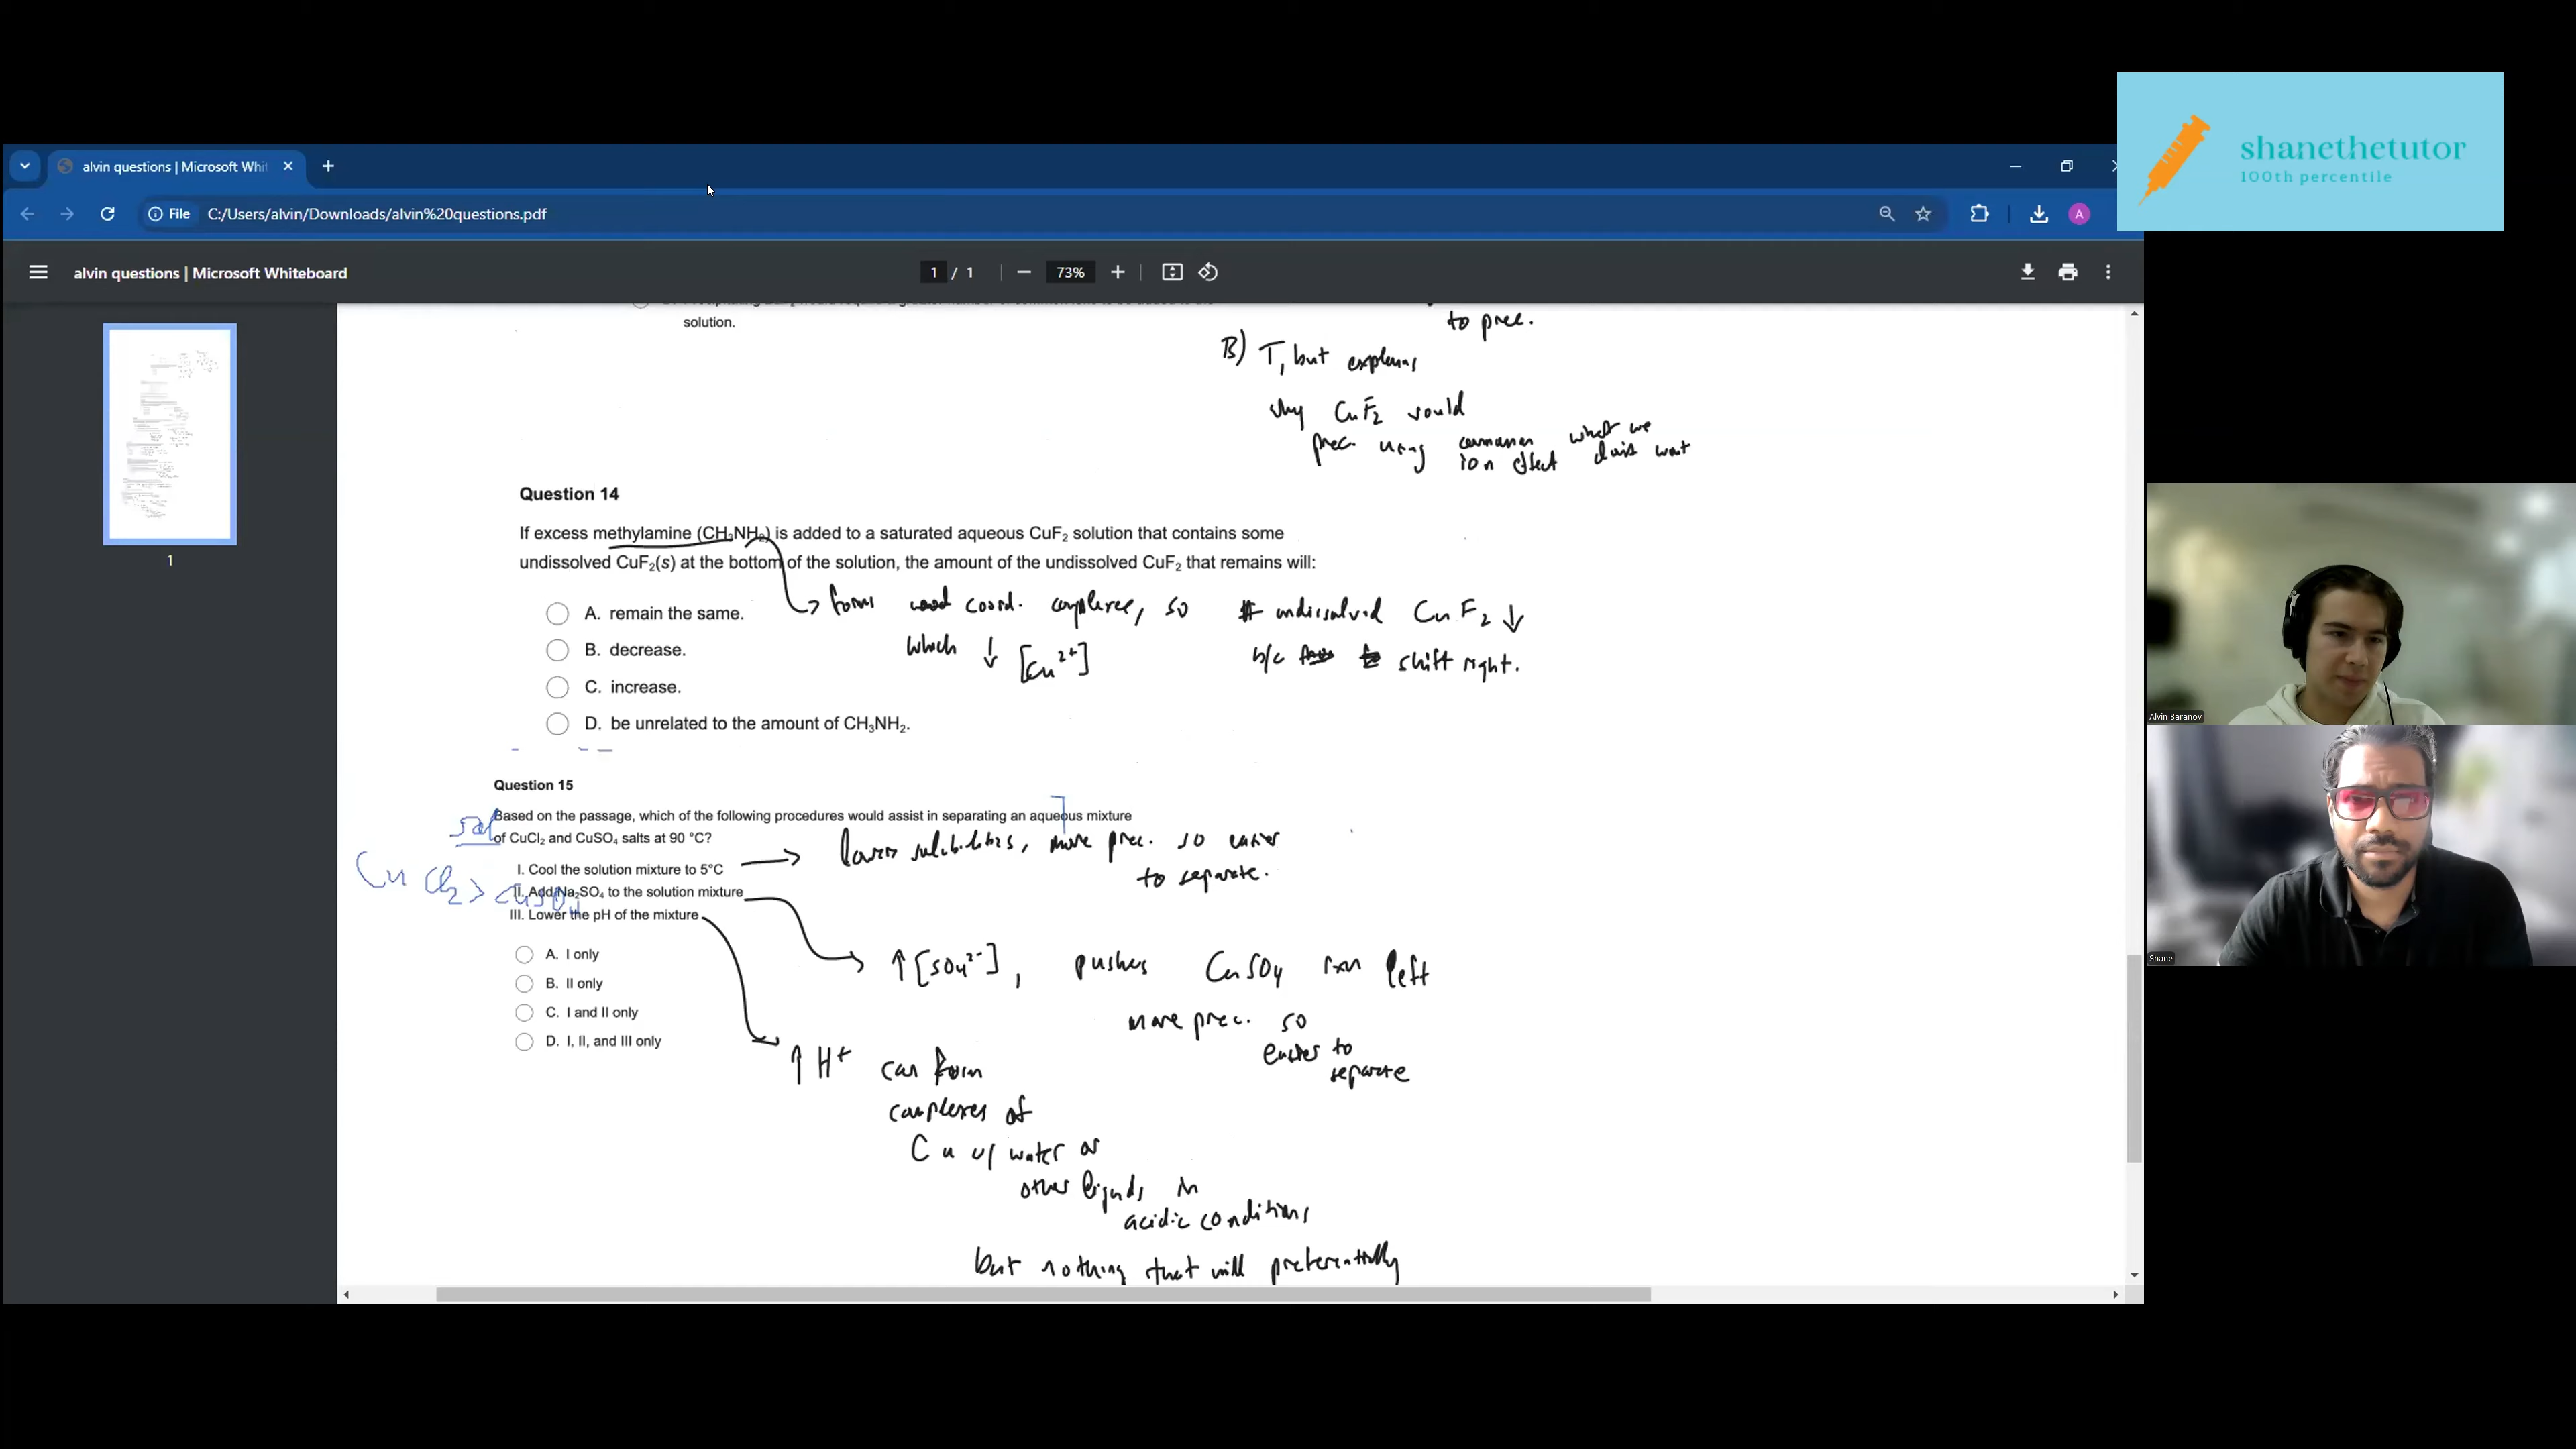 shanethetutor
100th percentile
alvin questions | Microsoft Whi
File
C:/Users/alvin/Downloads/alvin%20questions.pdf
A
alvin questions | Microsoft Whiteboard
1 / 1
73%
1
solution.
to prec.
B) T, but explains
why CuF2 would
prec. using common ion effect what we don't want
Question 14
If excess methylamine (CH3NH2) is added to a saturated aqueous CuF2 solution that contains some
undissolved CuF2(s) at the bottom of the solution, the amount of the undissolved CuF2 that remains will:
A. remain the same.
B. decrease.
C. increase.
D. be unrelated to the amount of CH3NH2.
forms coord. complexes, so # undissolved CuF2 ↓
which ↓ [Cu2+] b/c shift right.
Question 15
Based on the passage, which of the following procedures would assist in separating an aqueous mixture
of CuCl2 and CuSO4 salts at 90 °C?
I. Cool the solution mixture to 5°C
II. Add Na2SO4 to the solution mixture
III. Lower the pH of the mixture
A. I only
B. II only
C. I and II only
D. I, II, and III only
sol
CuCl2 > CuSO4
lowers solubilities, more prec. so easier
to separate.
↑ [SO42-], pushes CuSO4 rxn left
more prec. so
easier to
separate
↑ H+ can form
complexes of
Cu w/ water or
other ligands in
acidic conditions
but nothing that will preferentially
Alvin Baranov
Shane